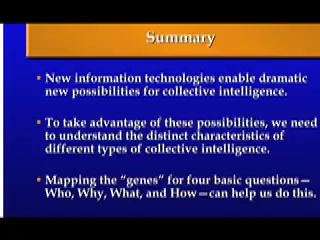 Summary
New information technologies enable dramatic
new possibilities for collective intelligence.
To take advantage of these possibilities, we need
to understand the distinct characteristics of
different types of collective intelligence.
Mapping the “genes” for four basic questions—
Who, Why, What, and How—can help us do this.